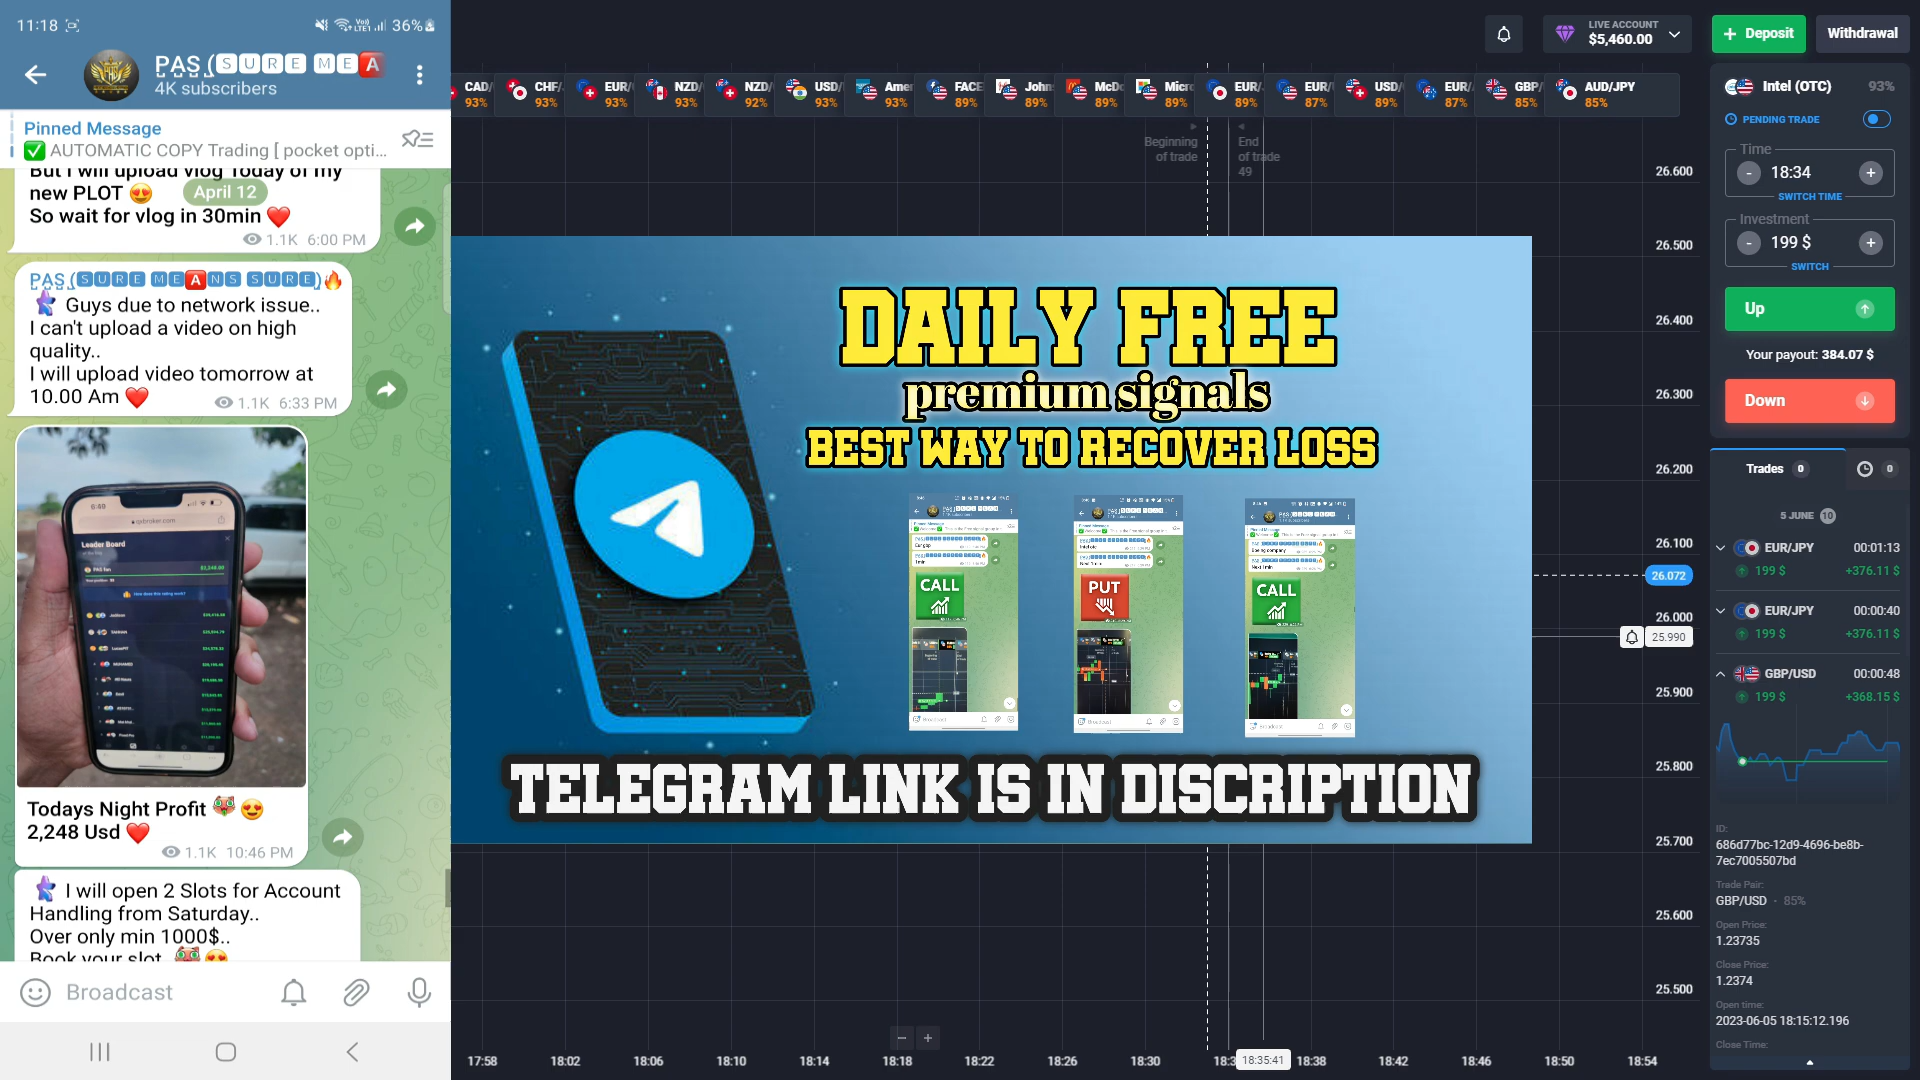 11:18
36%
PAS (SURE MEA
4K subscribers
Pinned Message
✅ AUTOMATIC COPY Trading [ pocket opti...
But I will upload vlog Today of my
new PLOT 😍
April 12
So wait for vlog in 30min ❤️
1.1K 6:00 PM
PAS (SURE MEANS SURE)🔥
Guys due to network issue..
I can't upload a video on high
quality..
I will upload video tomorrow at
10.00 Am ❤️
1.1K 6:33 PM
Leader Board
Todays Night Profit 😍
2,248 Usd ❤️
1.1K 10:46 PM
I will open 2 Slots for Account
Handling from Saturday..
Over only min 1000$..
Book your slot
Broadcast
LIVE ACCOUNT
$5,460.00
+ Deposit
Withdrawal
CAD/
93%
CHF/
93%
EUR/
93%
NZD/
93%
NZD/
92%
USD/
93%
Amer
93%
FACE
89%
John
89%
McD
89%
Micr
89%
EUR/
89%
EUR/
87%
USD/
89%
EUR/
87%
GBP/
85%
AUD/JPY
85%
Beginning
of trade
End
of trade
49
DAILY FREE
premium signals
BEST WAY TO RECOVER LOSS
CALL
PUT
CALL
TELEGRAM LINK IS IN DISCRIPTION
26.600
26.500
26.400
26.300
26.200
26.100
26.072
26.000
25.990
25.900
25.800
25.700
25.600
25.500
- +
17:58
18:02
18:06
18:10
18:14
18:18
18:22
18:26
18:30
18:35:41
18:38
18:42
18:46
18:50
18:54
Intel (OTC)
93%
PENDING TRADE
Time
- 18:34 +
SWITCH TIME
Investment
- 199 $ +
SWITCH
Up
Your payout: 384.07 $
Down
Trades 0
0
5 JUNE 10
EUR/JPY 00:01:13
199 $ +376.11 $
EUR/JPY 00:00:40
199 $ +376.11 $
GBP/USD 00:00:48
199 $ +368.15 $
ID:
686d77bc-12d9-4696-be8b-
7ec7005507bd
Trade Pair:
GBP/USD - 85%
Open Price:
1.23735
Close Price:
1.2374
Open time:
2023-06-05 18:15:12.196
Close Time: